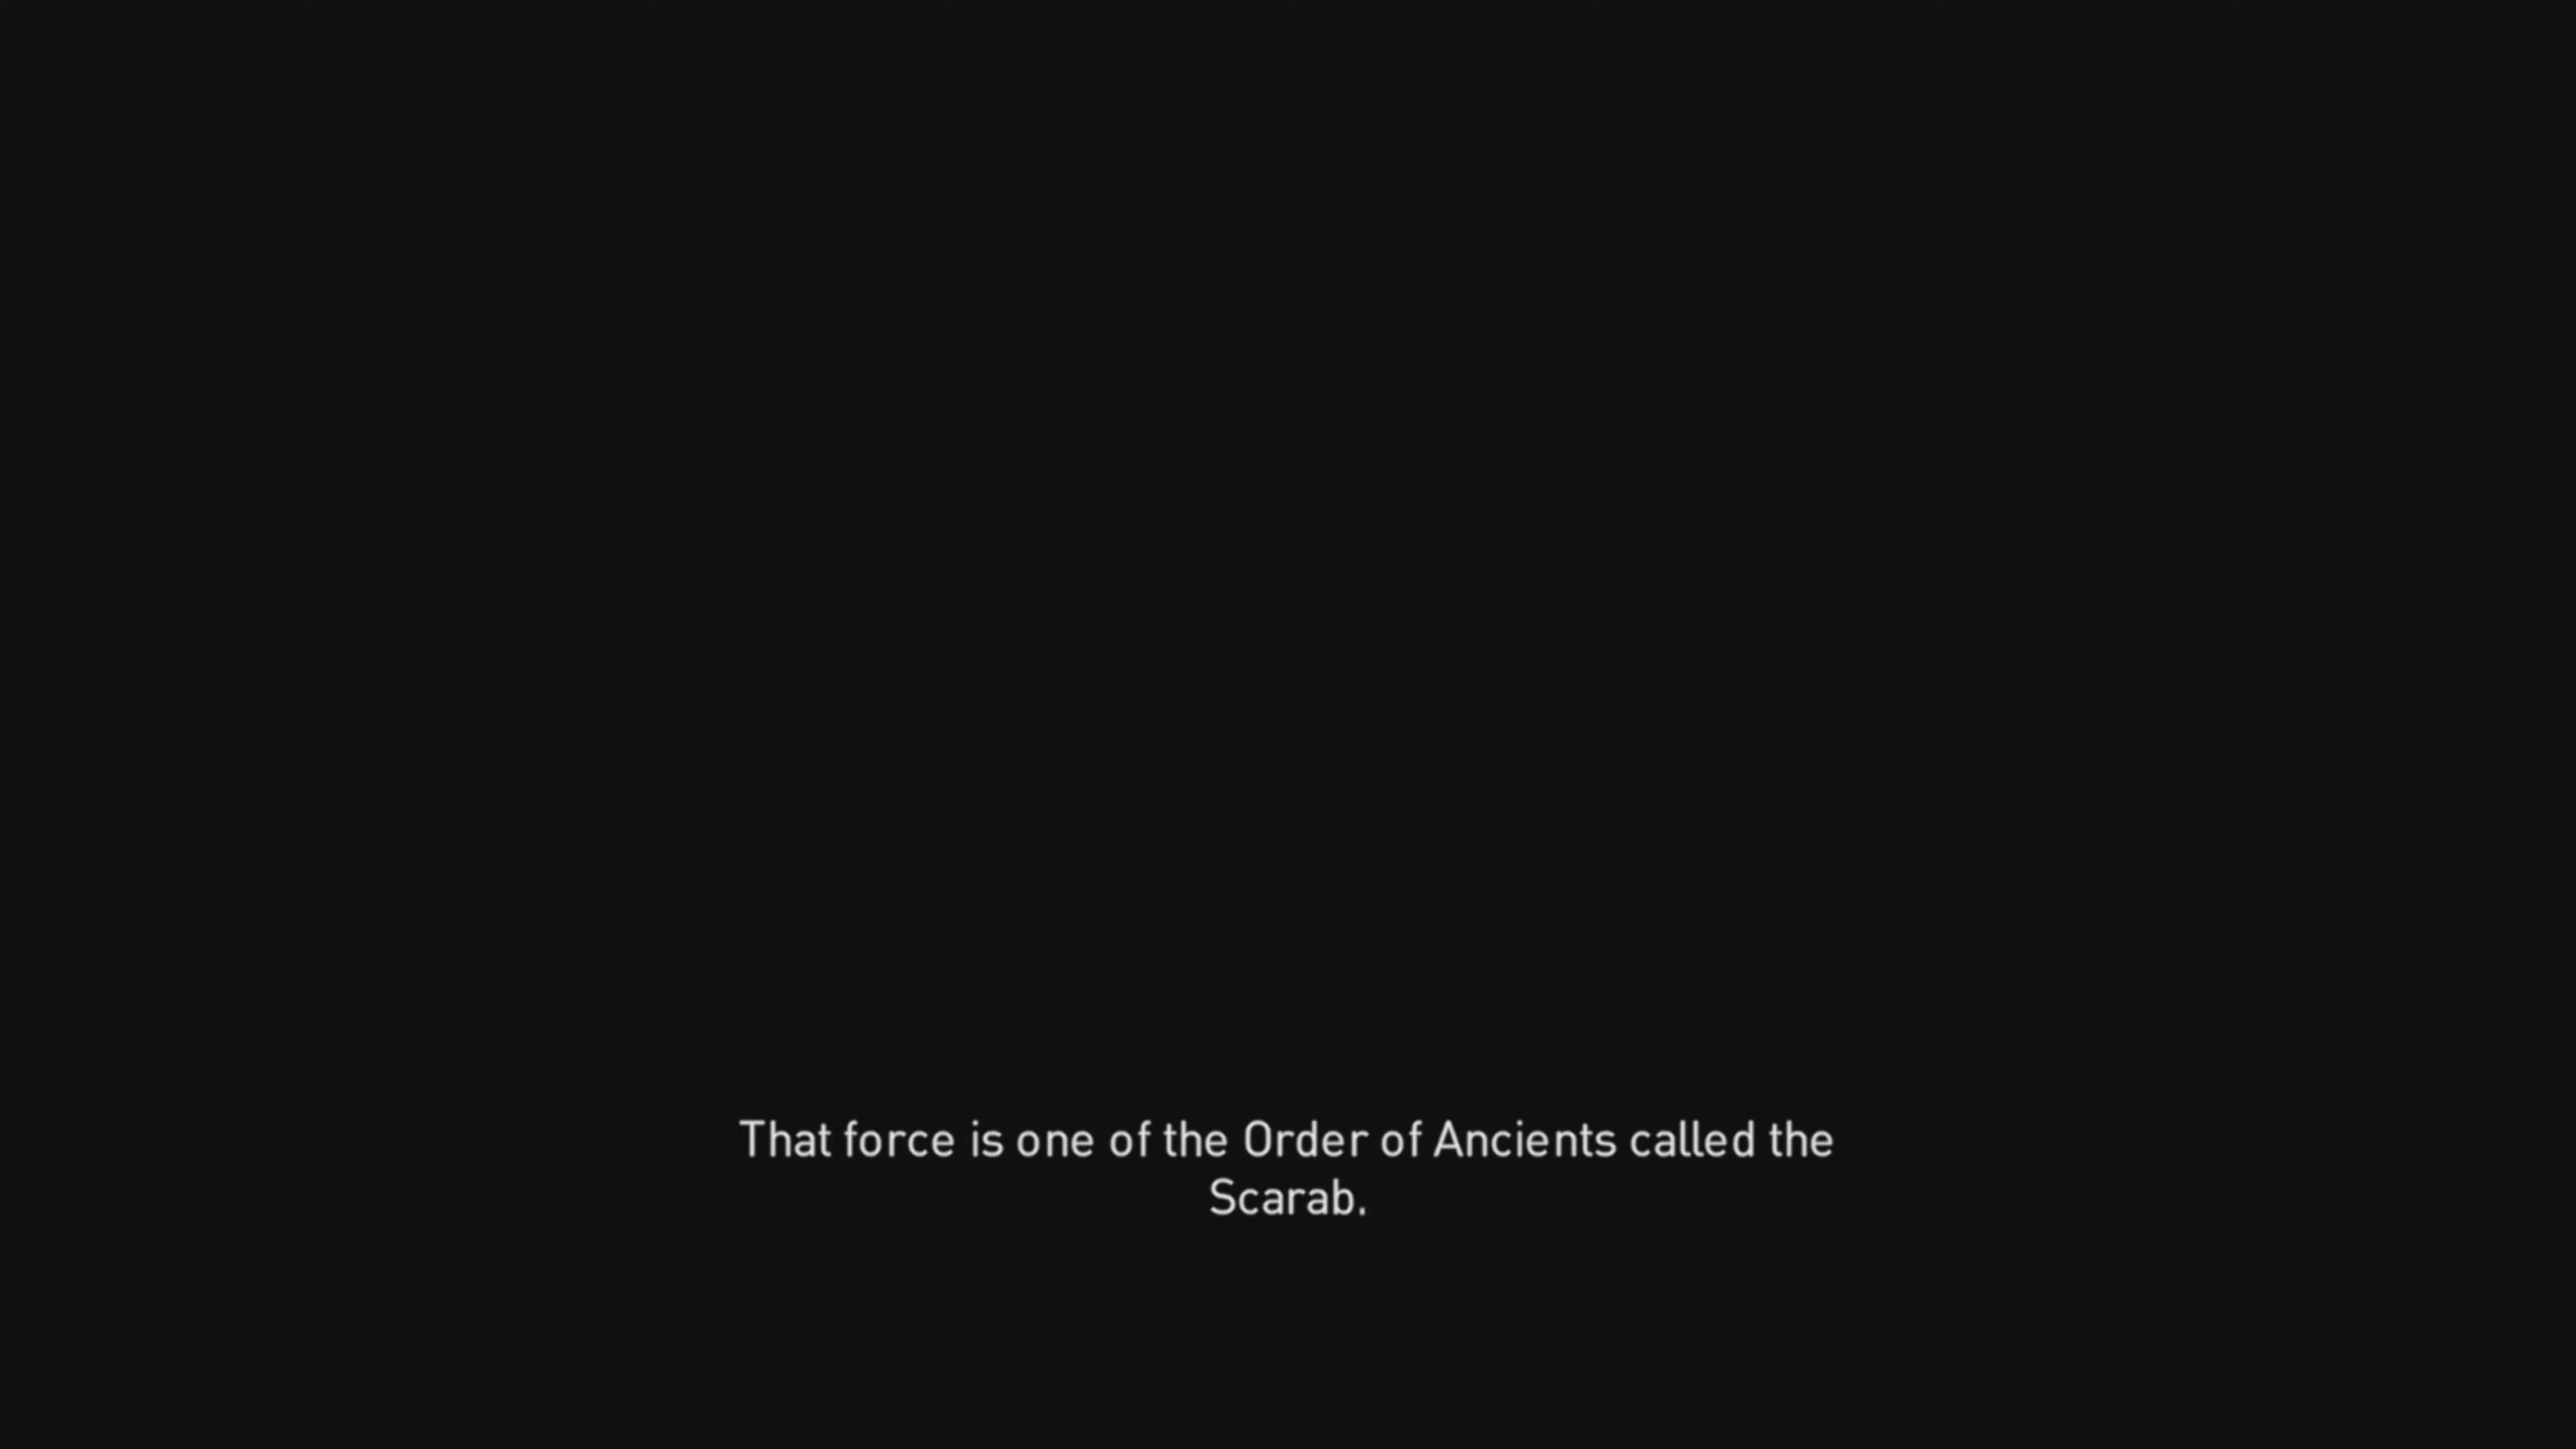 That force is one of the Order of Ancients called the
Scarab.